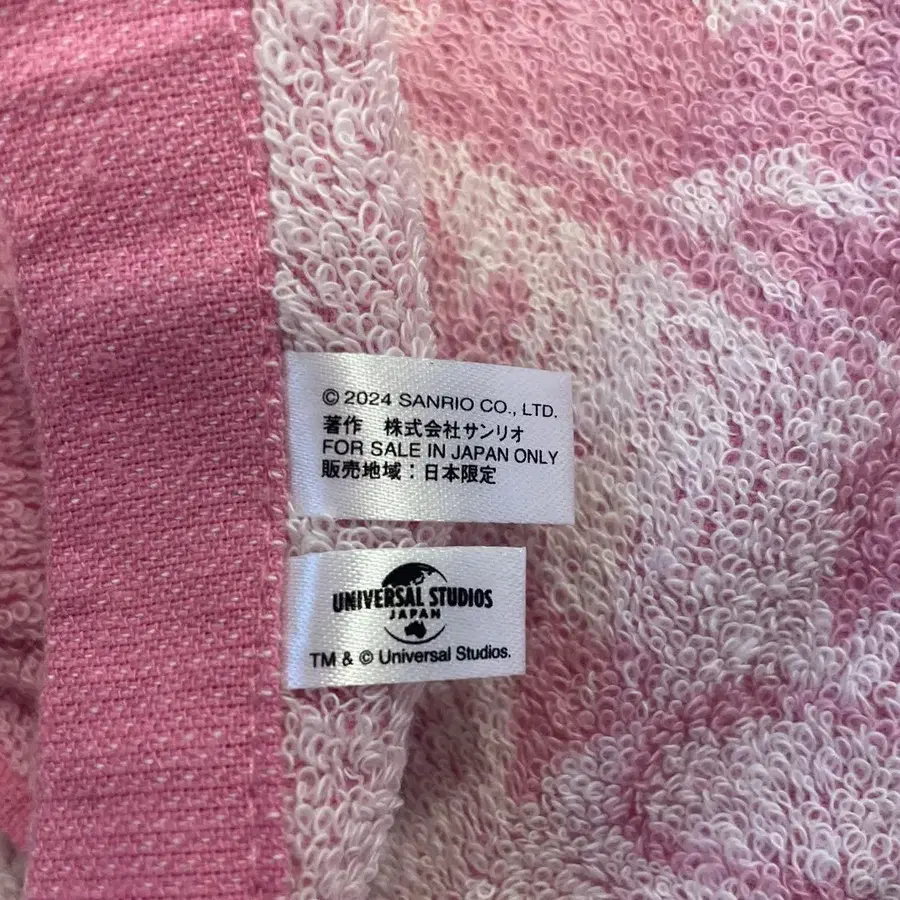 © 2024 SANRIO CO., LTD.
著作　株式会社サンリオ
FOR SALE IN JAPAN ONLY
販売地域：日本限定
UNIVERSAL STUDIOS
JAPAN
TM & © Universal Studios.